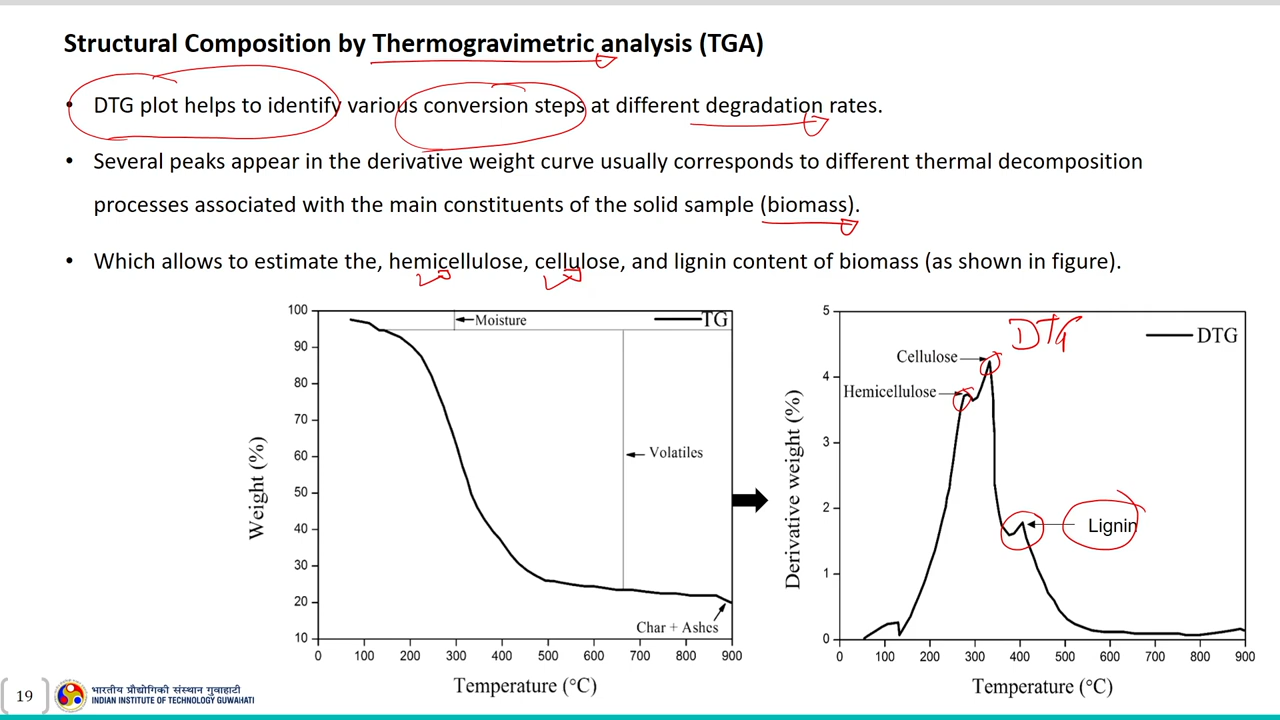 Structural Composition by Thermogravimetric analysis (TGA)
• DTG plot helps to identify various conversion steps at different degradation rates.
• Several peaks appear in the derivative weight curve usually corresponds to different thermal decomposition
processes associated with the main constituents of the solid sample (biomass).
• Which allows to estimate the, hemicellulose, cellulose, and lignin content of biomass (as shown in figure).
100
90
80
70
60
50
40
30
20
10
Weight (%)
Moisture
TG
Volatiles
Char + Ashes
0 100 200 300 400 500 600 700 800 900
Temperature (°C)
5
4
3
2
1
0
Derivative weight (%)
DTG
DTG
Cellulose
Hemicellulose
Lignin
0 100 200 300 400 500 600 700 800 900
Temperature (°C)
19
भारतीय प्रौद्योगिकी संस्थान गुवाहाटी
INDIAN INSTITUTE OF TECHNOLOGY GUWAHATI